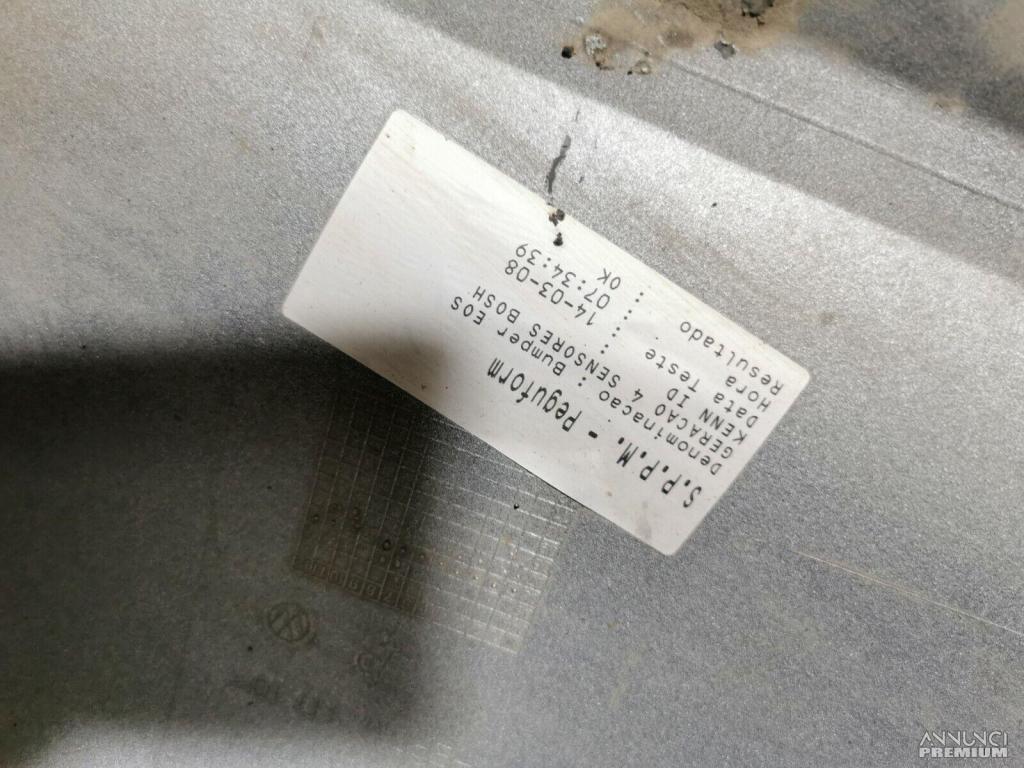 S.P.P.M. - Peguform
Denominacao : Bumper EOS
GERACAO 4 SENSORES BOSH
KENN ID :
Data Teste : 14-03-08
Hora : 07:34:39
Resultado : OK
ANNUNCI
PREMIUM